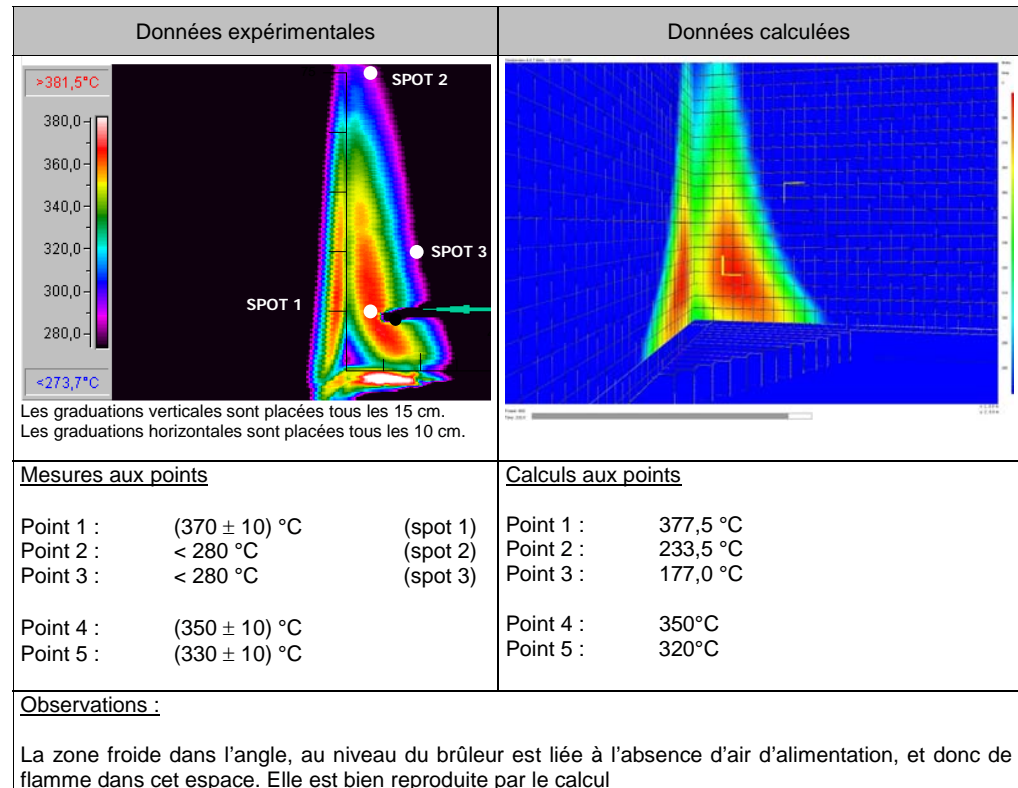 Données expérimentales
Données calculées
>381,5°C
380,0
360,0
340,0
320,0
300,0
280,0
<273,7°C
SPOT 2
SPOT 3
SPOT 1
Les graduations verticales sont placées tous les 15 cm.
Les graduations horizontales sont placées tous les 10 cm.
Mesures aux points
Point 1 : (370 ± 10) °C (spot 1)
Point 2 : < 280 °C (spot 2)
Point 3 : < 280 °C (spot 3)
Point 4 : (350 ± 10) °C
Point 5 : (330 ± 10) °C
Calculs aux points
Point 1 : 377,5 °C
Point 2 : 233,5 °C
Point 3 : 177,0 °C
Point 4 : 350°C
Point 5 : 320°C
Observations :
La zone froide dans l'angle, au niveau du brûleur est liée à l'absence d'air d'alimentation, et donc de
flamme dans cet espace. Elle est bien reproduite par le calcul